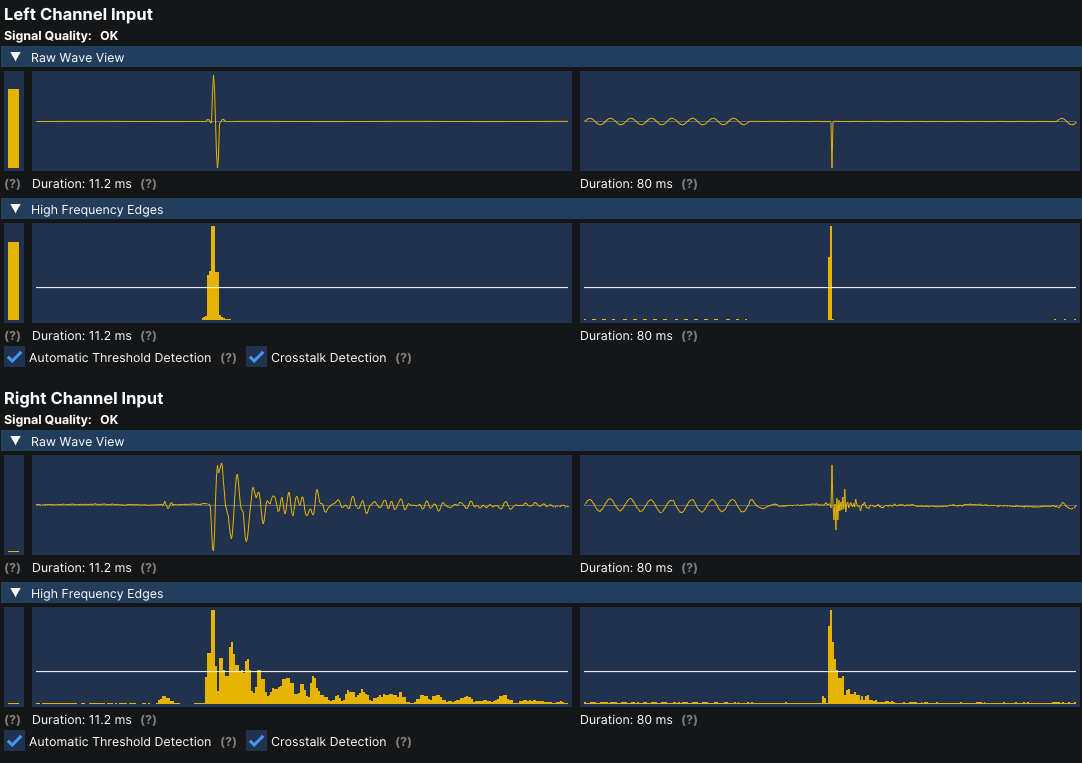 Left Channel Input
Signal Quality: OK
Raw Wave View
(?) Duration: 11.2 ms (?) Duration: 80 ms (?)
High Frequency Edges
(?) Duration: 11.2 ms (?) Duration: 80 ms (?)
Automatic Threshold Detection (?) Crosstalk Detection (?)
Right Channel Input
Signal Quality: OK
Raw Wave View
(?) Duration: 11.2 ms (?) Duration: 80 ms (?)
High Frequency Edges
(?) Duration: 11.2 ms (?) Duration: 80 ms (?)
Automatic Threshold Detection (?) Crosstalk Detection (?)